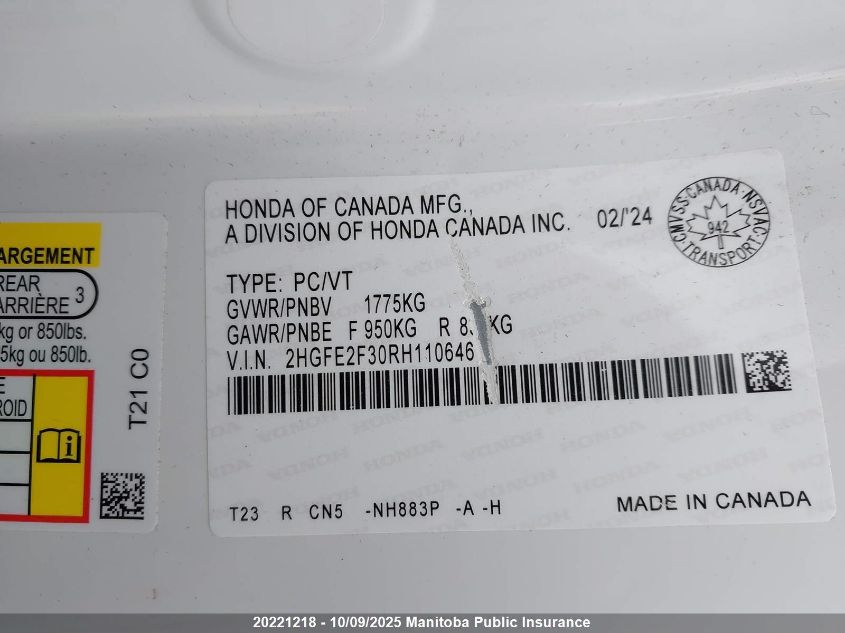 ARGEMENT
REAR
ARRIÈRE 3
kg or 850lbs.
5kg ou 850lb.
E
ROID
i
T21 C0
HONDA OF CANADA MFG.,
A DIVISION OF HONDA CANADA INC. 02/'24
CMVSS·CANADA·NSVAC
942
TRANSPORT
TYPE: PC/VT
GVWR/PNBV 1775KG
GAWR/PNBE F 950KG R 8 KG
V.I.N. 2HGFE2F30RH110646
T23 R CN5 -NH883P -A -H
MADE IN CANADA
20221218 - 10/09/2025 Manitoba Public Insurance